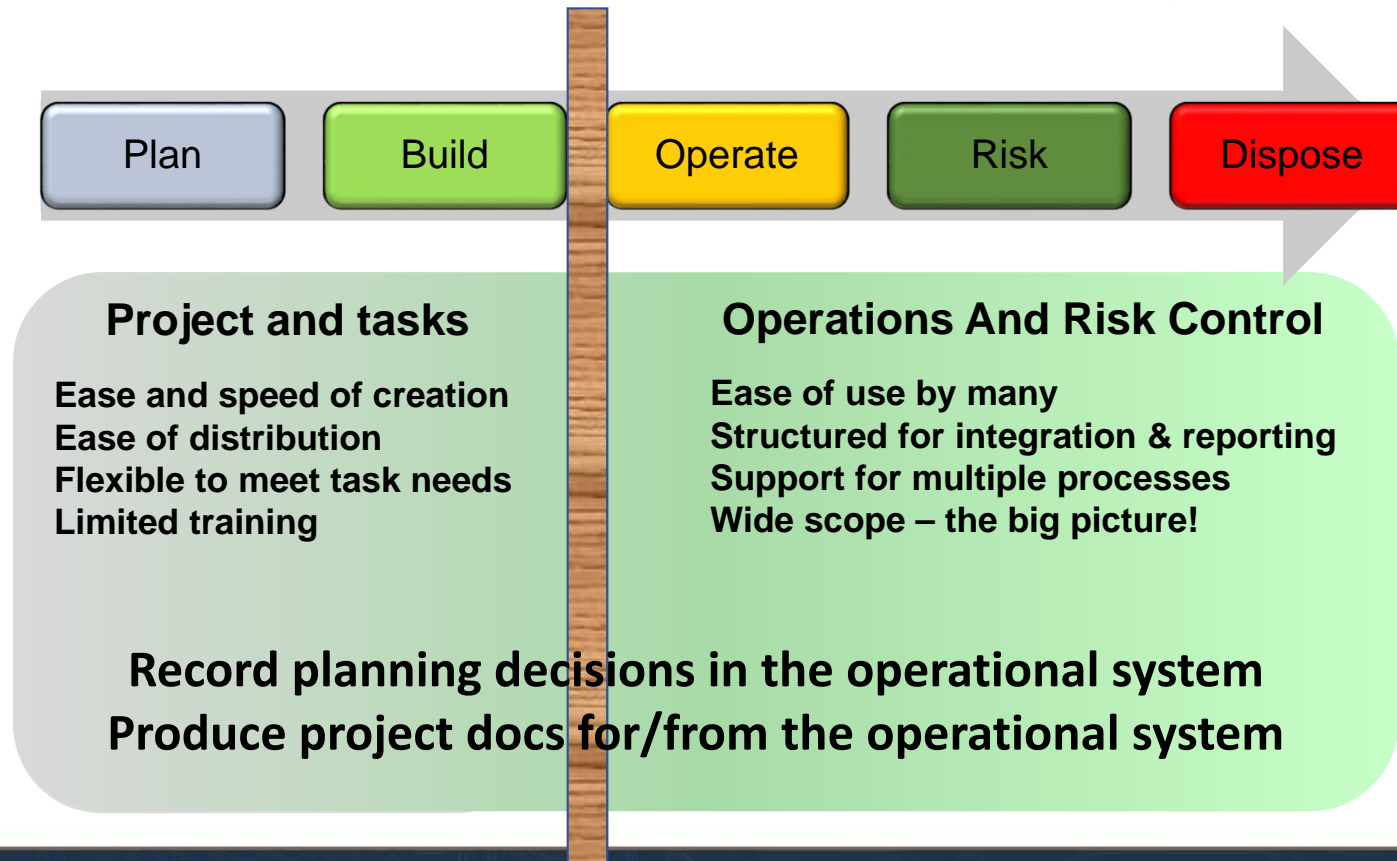 Plan
Build
Operate
Risk
Dispose
Project and tasks
Ease and speed of creation
Ease of distribution
Flexible to meet task needs
Limited training
Operations And Risk Control
Ease of use by many
Structured for integration & reporting
Support for multiple processes
Wide scope – the big picture!
Record planning decisions in the operational system
Produce project docs for/from the operational system